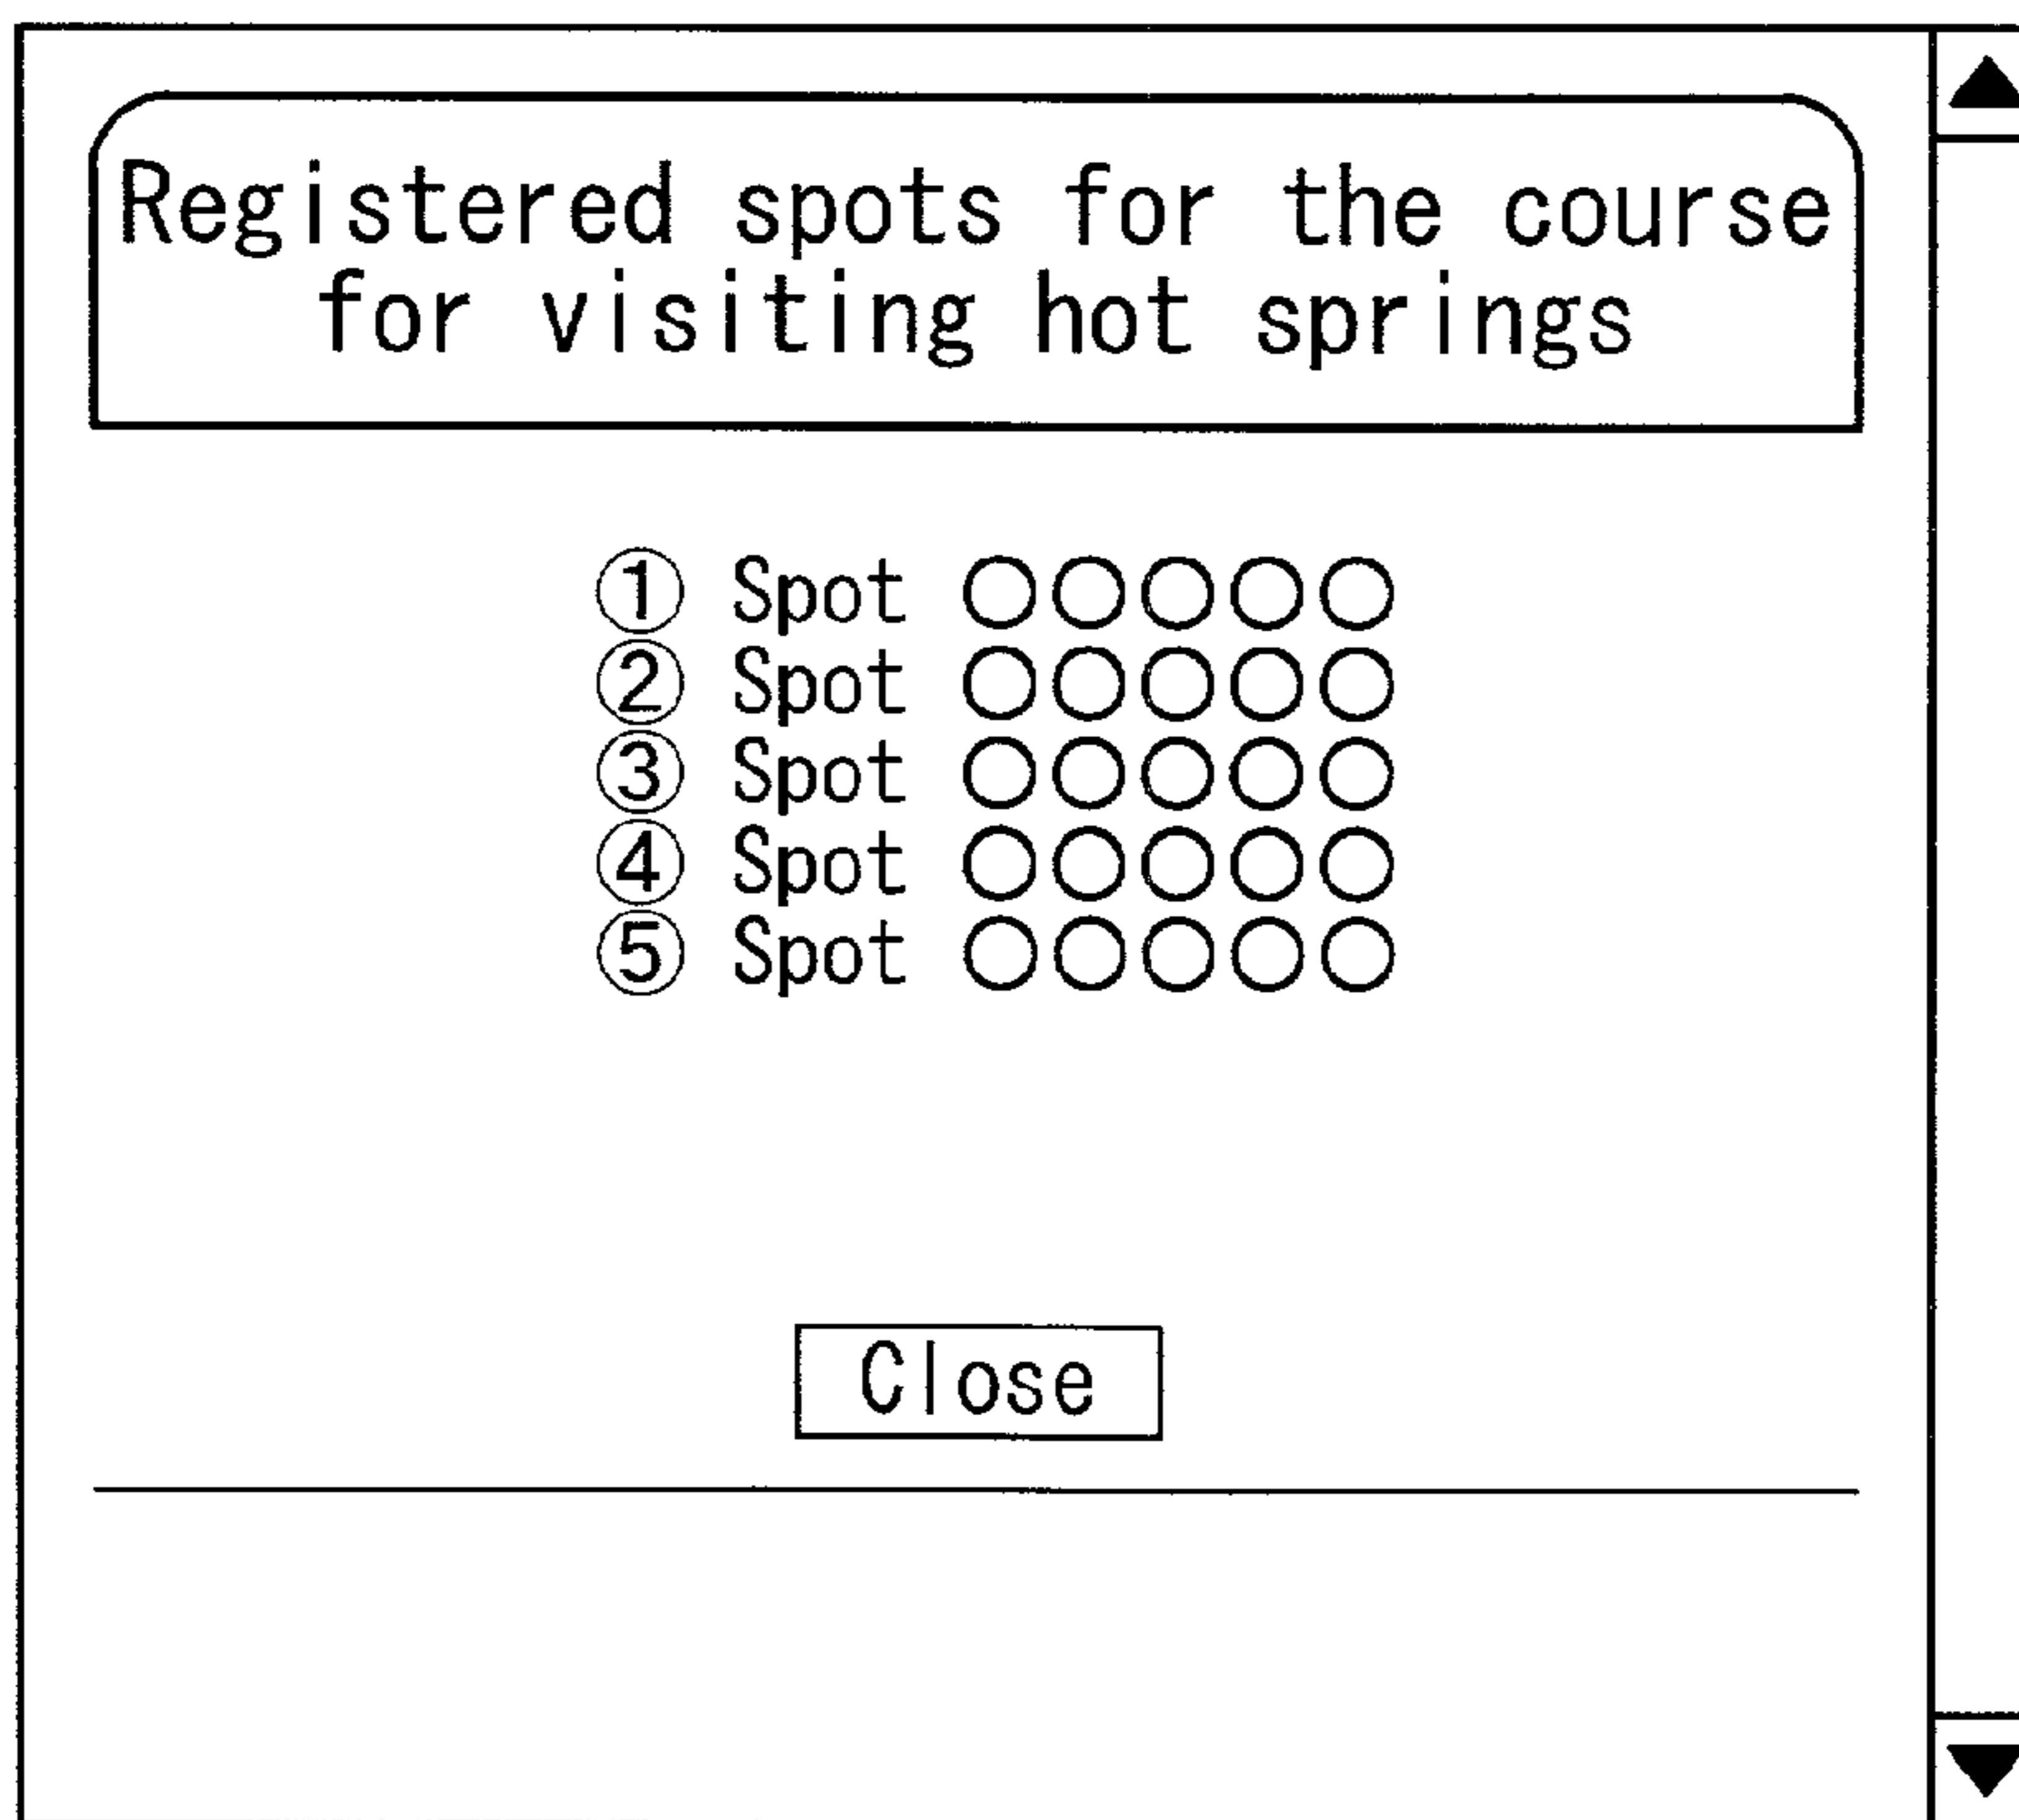 Registered spots for the course
for visiting hot springs
① Spot ○○○○○
② Spot ○○○○○
③ Spot ○○○○○
④ Spot ○○○○○
⑤ Spot ○○○○○
Close